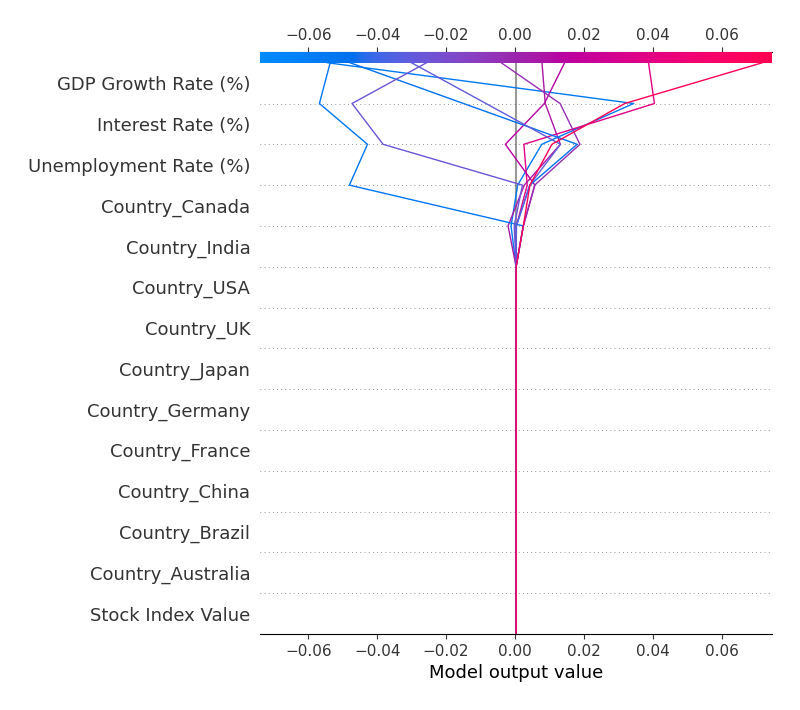 −0.06 −0.04 −0.02 0.00 0.02 0.04 0.06
GDP Growth Rate (%)
Interest Rate (%)
Unemployment Rate (%)
Country_Canada
Country_India
Country_USA
Country_UK
Country_Japan
Country_Germany
Country_France
Country_China
Country_Brazil
Country_Australia
Stock Index Value
−0.06 −0.04 −0.02 0.00 0.02 0.04 0.06
Model output value